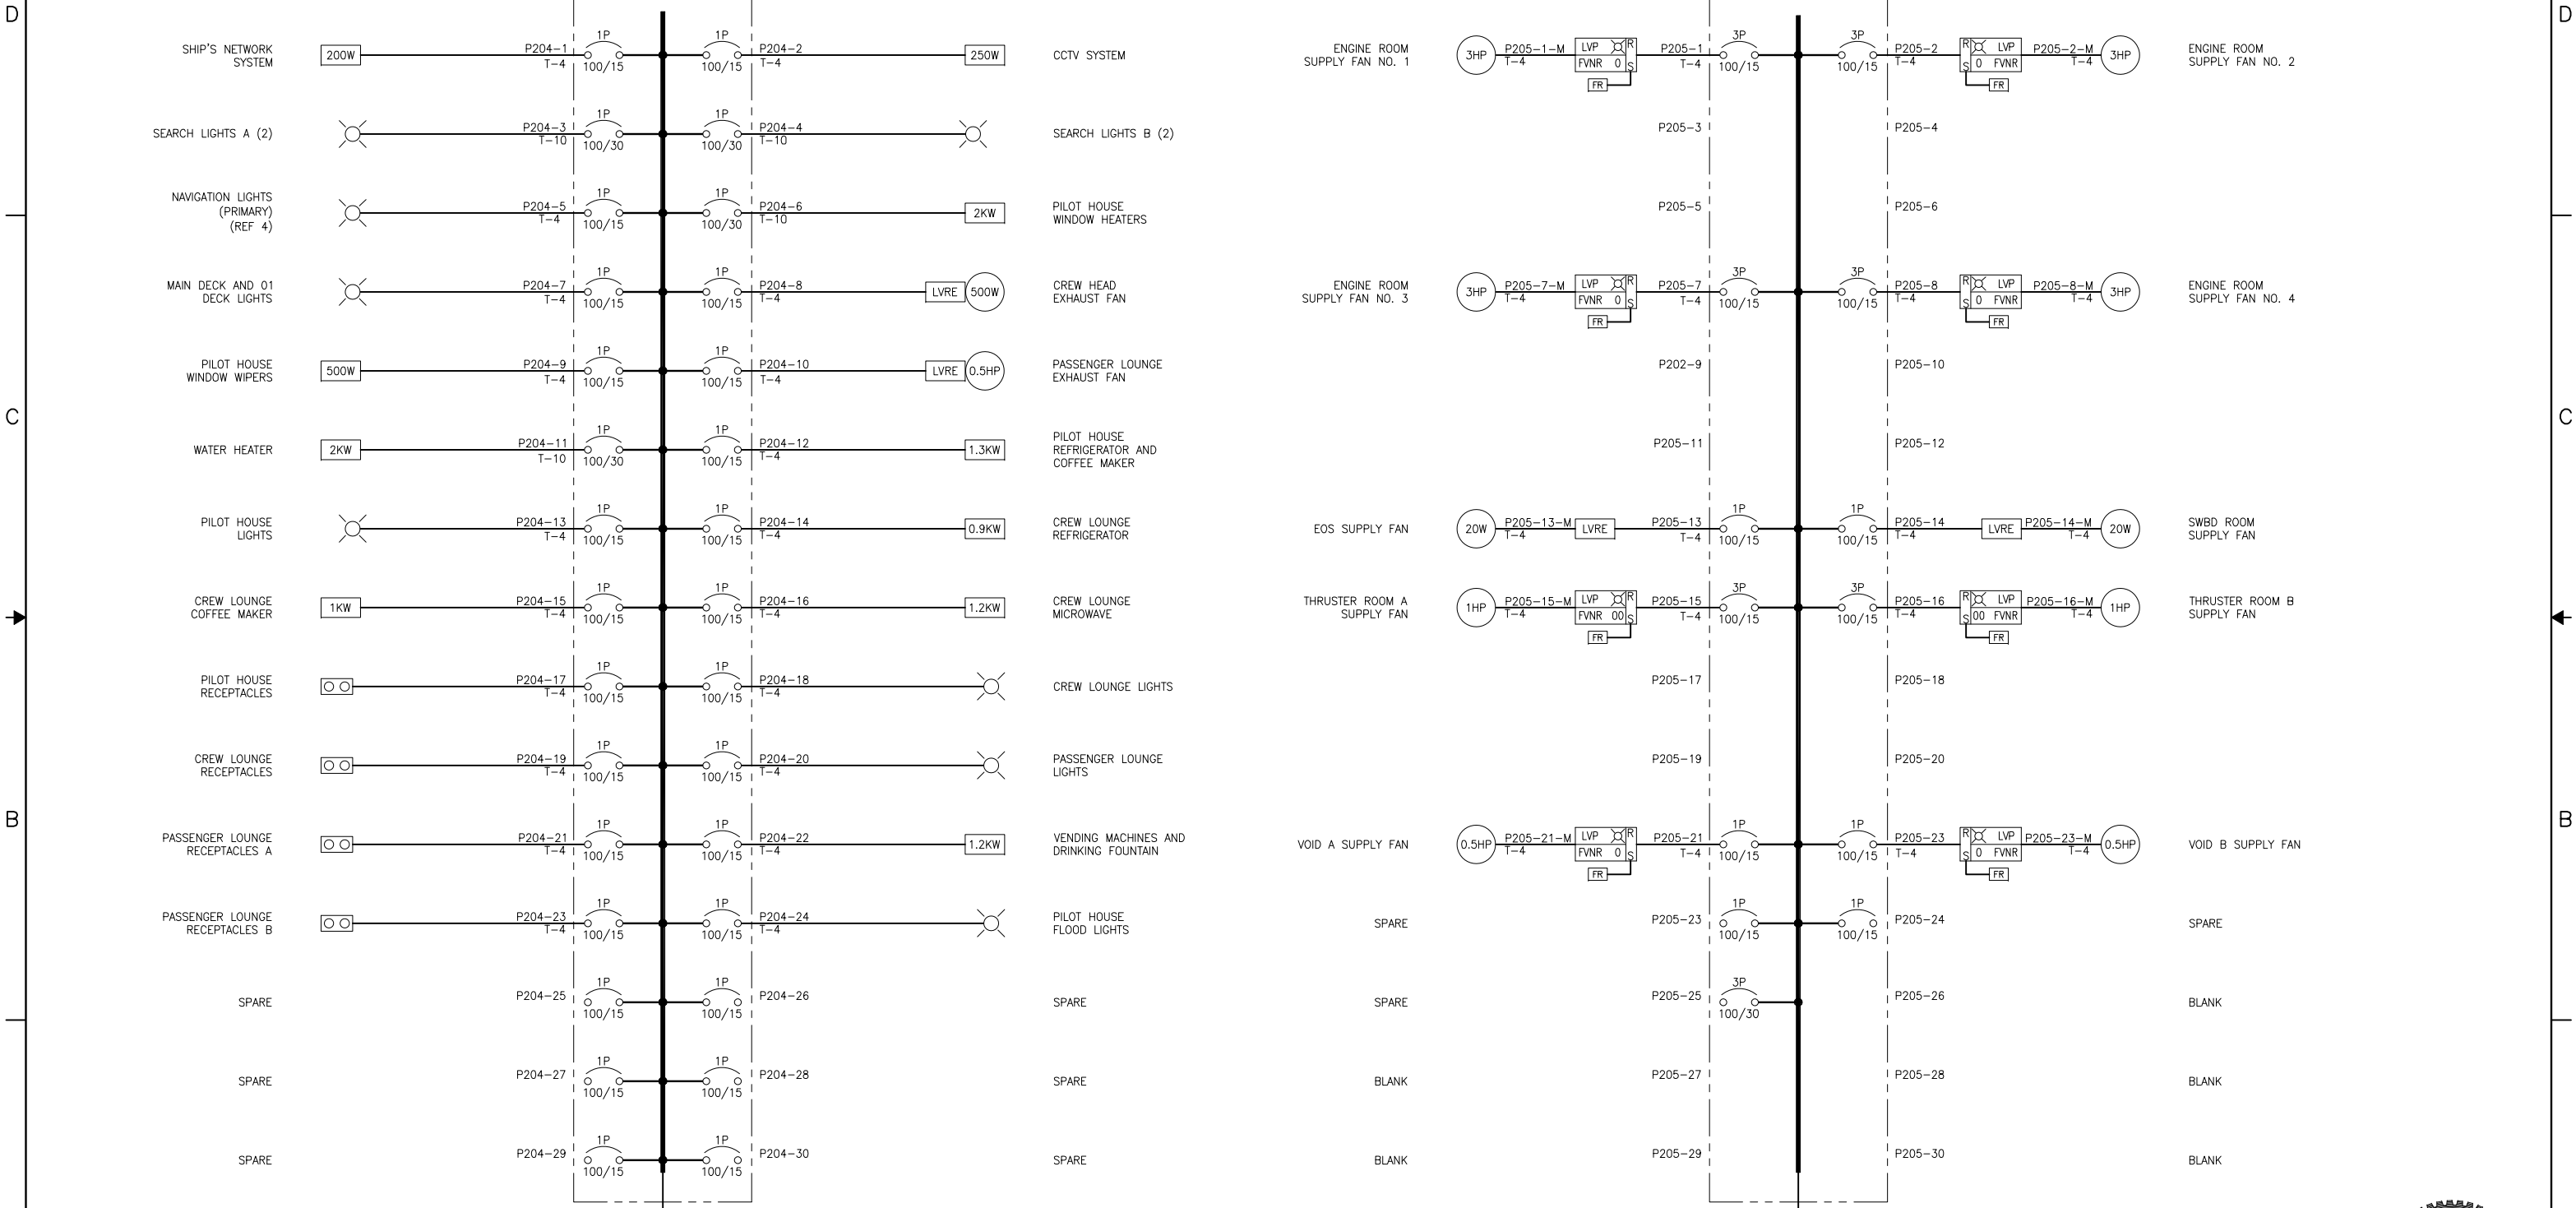 D
D
SHIP'S NETWORK
SYSTEM
200W
P204-1
T-4
1P
100/15
1P
100/15
P204-2
T-4
250W
CCTV SYSTEM
SEARCH LIGHTS A (2)
P204-3
T-10
1P
100/30
1P
100/30
P204-4
T-10
SEARCH LIGHTS B (2)
NAVIGATION LIGHTS
(PRIMARY)
(REF 4)
P204-5
T-4
1P
100/15
1P
100/30
P204-6
T-10
2KW
PILOT HOUSE
WINDOW HEATERS
MAIN DECK AND 01
DECK LIGHTS
P204-7
T-4
1P
100/15
1P
100/15
P204-8
T-4
LVRE
500W
CREW HEAD
EXHAUST FAN
PILOT HOUSE
WINDOW WIPERS
500W
P204-9
T-4
1P
100/15
1P
100/15
P204-10
T-4
LVRE
0.5HP
PASSENGER LOUNGE
EXHAUST FAN
C
WATER HEATER
2KW
P204-11
T-10
1P
100/30
1P
100/15
P204-12
T-4
1.3KW
PILOT HOUSE
REFRIGERATOR AND
COFFEE MAKER
PILOT HOUSE
LIGHTS
P204-13
T-4
1P
100/15
1P
100/15
P204-14
T-4
0.9KW
CREW LOUNGE
REFRIGERATOR
CREW LOUNGE
COFFEE MAKER
1KW
P204-15
T-4
1P
100/15
1P
100/15
P204-16
T-4
1.2KW
CREW LOUNGE
MICROWAVE
PILOT HOUSE
RECEPTACLES
P204-17
T-4
1P
100/15
1P
100/15
P204-18
T-4
CREW LOUNGE LIGHTS
CREW LOUNGE
RECEPTACLES
P204-19
T-4
1P
100/15
1P
100/15
P204-20
T-4
PASSENGER LOUNGE
LIGHTS
B
PASSENGER LOUNGE
RECEPTACLES A
P204-21
T-4
1P
100/15
1P
100/15
P204-22
T-4
1.2KW
VENDING MACHINES AND
DRINKING FOUNTAIN
PASSENGER LOUNGE
RECEPTACLES B
P204-23
T-4
1P
100/15
1P
100/15
P204-24
T-4
PILOT HOUSE
FLOOD LIGHTS
SPARE
P204-25
1P
100/15
1P
100/15
P204-26
SPARE
SPARE
P204-27
1P
100/15
1P
100/15
P204-28
SPARE
SPARE
P204-29
1P
100/15
1P
100/15
P204-30
SPARE
ENGINE ROOM
SUPPLY FAN NO. 1
3HP
P205-1-M
T-4
LVP
R
FVNR 0
S
FR
P205-1
T-4
3P
100/15
3P
100/15
P205-2
T-4
R
LVP
S
0 FVNR
FR
P205-2-M
T-4
3HP
ENGINE ROOM
SUPPLY FAN NO. 2
P205-3
P205-4
P205-5
P205-6
ENGINE ROOM
SUPPLY FAN NO. 3
3HP
P205-7-M
T-4
LVP
R
FVNR 0
S
FR
P205-7
T-4
3P
100/15
3P
100/15
P205-8
T-4
R
LVP
S
0 FVNR
FR
P205-8-M
T-4
3HP
ENGINE ROOM
SUPPLY FAN NO. 4
P202-9
P205-10
P205-11
P205-12
C
EOS SUPPLY FAN
20W
P205-13-M
T-4
LVRE
P205-13
T-4
1P
100/15
1P
100/15
P205-14
T-4
LVRE
P205-14-M
T-4
20W
SWBD ROOM
SUPPLY FAN
THRUSTER ROOM A
SUPPLY FAN
1HP
P205-15-M
T-4
LVP
R
FVNR 00
S
FR
P205-15
T-4
3P
100/15
3P
100/15
P205-16
T-4
R
LVP
S
00 FVNR
FR
P205-16-M
T-4
1HP
THRUSTER ROOM B
SUPPLY FAN
P205-17
P205-18
P205-19
P205-20
B
VOID A SUPPLY FAN
0.5HP
P205-21-M
T-4
LVP
R
FVNR 0
S
FR
P205-21
T-4
1P
100/15
1P
100/15
P205-23
T-4
R
LVP
S
0 FVNR
FR
P205-23-M
T-4
0.5HP
VOID B SUPPLY FAN
SPARE
P205-23
1P
100/15
1P
100/15
P205-24
SPARE
SPARE
P205-25
3P
100/30
P205-26
BLANK
BLANK
P205-27
P205-28
BLANK
BLANK
P205-29
P205-30
BLANK